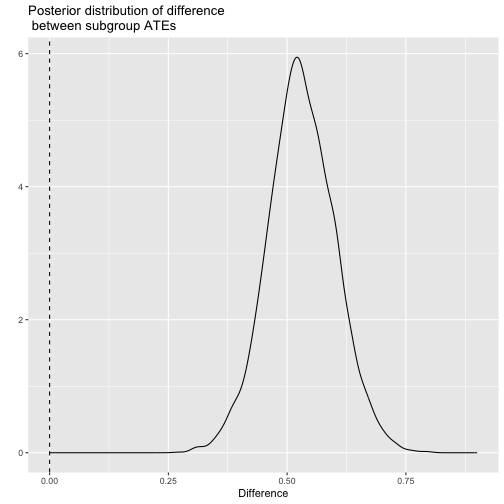 Posterior distribution of difference
between subgroup ATEs
6
4
2
0
0.00 0.25 0.50 0.75
Difference